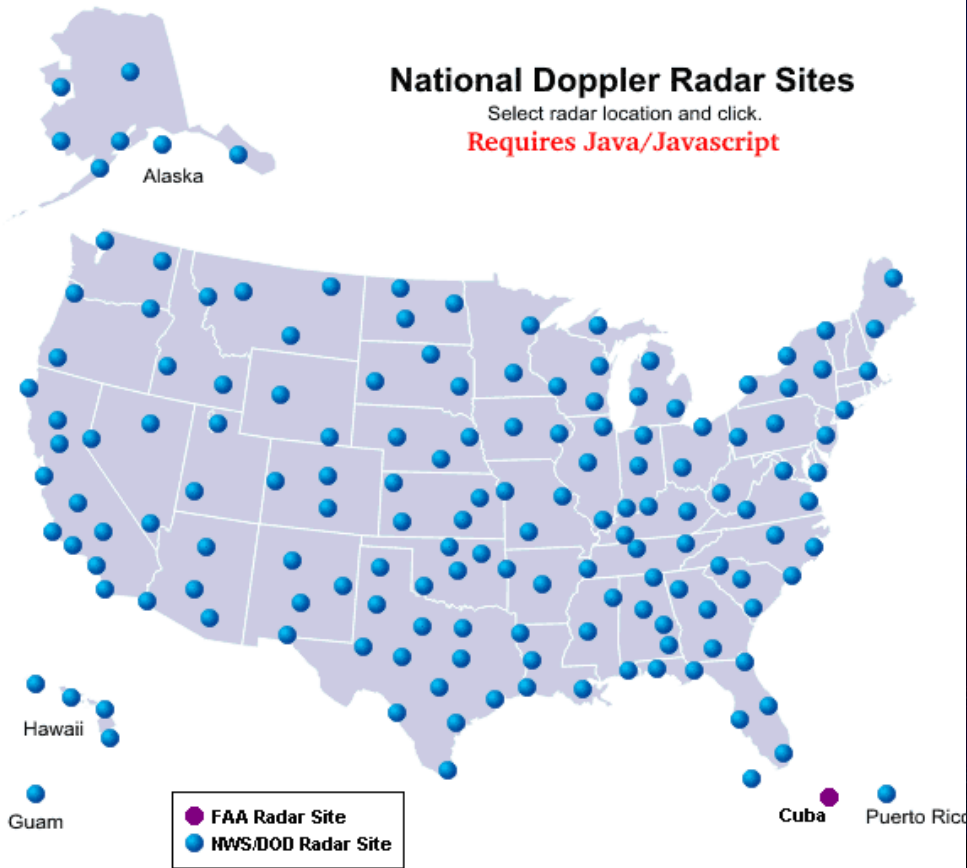 National Doppler Radar Sites
Select radar location and click.
Requires Java/Javascript
Alaska
Hawaii
Guam
FAA Radar Site
NWS/DOD Radar Site
Cuba
Puerto Rico